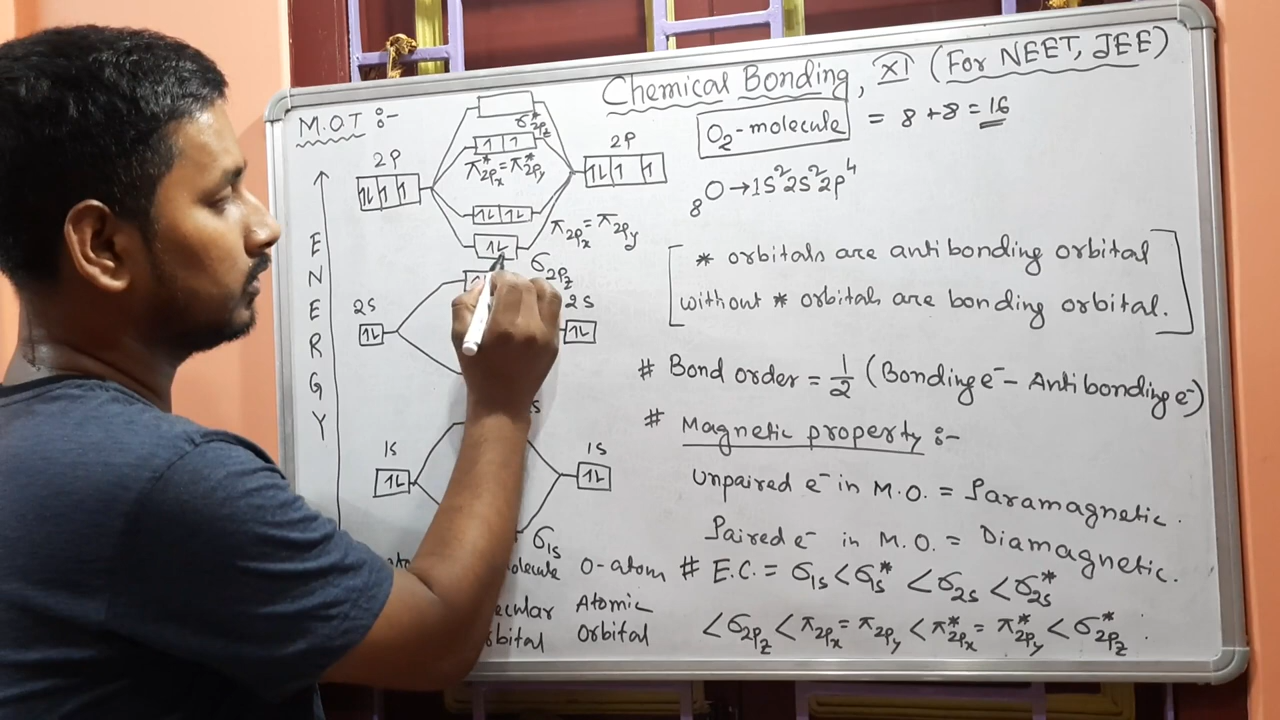 Chemical Bonding, XI (For NEET, JEE)
M.O.T :-
O₂-molecule = 8 + 8 = 16
₈O → 1s² 2s² 2p⁴
[ * orbitals are antibonding orbital
without * orbitals are bonding orbital. ]
# Bond order = 1/2 (Bonding e⁻ - Antibonding e⁻)
# Magnetic property :-
Unpaired e⁻ in M.O. = Paramagnetic.
Paired e⁻ in M.O. = Diamagnetic.
# E.C. = σ1s < σ*1s < σ2s < σ*2s
< σ2pz < π2px = π2py < π*2px = π*2py < σ*2pz .
ENERGY
σ*2pz
2p
2p
π*2px = π*2py
π2px = π2py
σ2pz
2s
2s
1s
1s
σ1s
O-atom
Atomic
Orbital